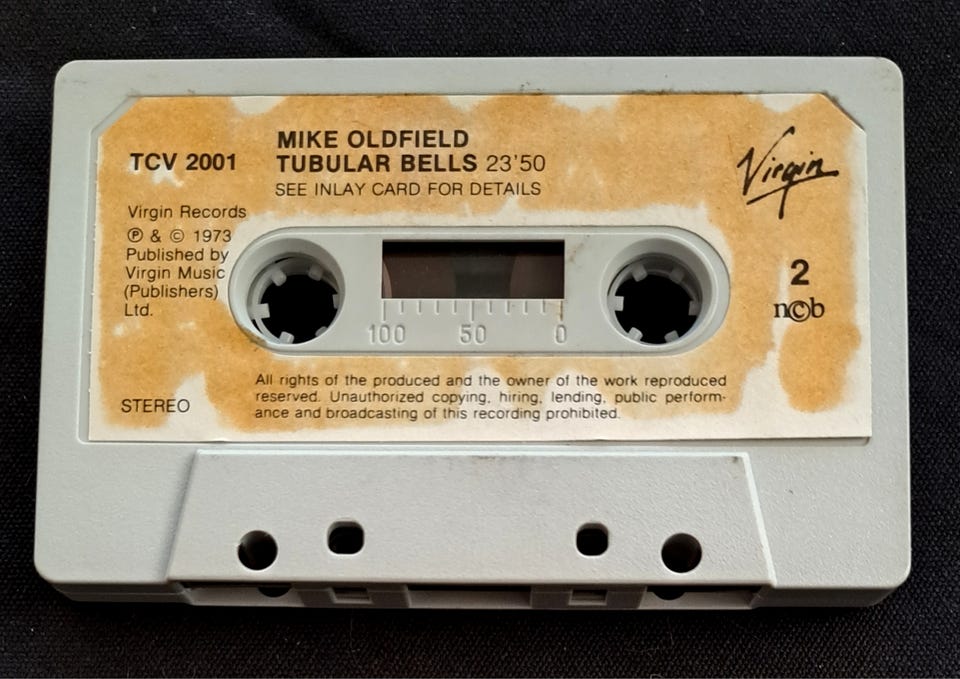 MIKE OLDFIELD
TCV 2001
TUBULAR BELLS 23'50
SEE INLAY CARD FOR DETAILS
Virgin
Virgin Records
Ⓟ & © 1973
Published by
Virgin Music
(Publishers)
Ltd.
2
n©b
100 50 0
STEREO
All rights of the produced and the owner of the work reproduced
reserved. Unauthorized copying, hiring, lending, public perform-
ance and broadcasting of this recording prohibited.